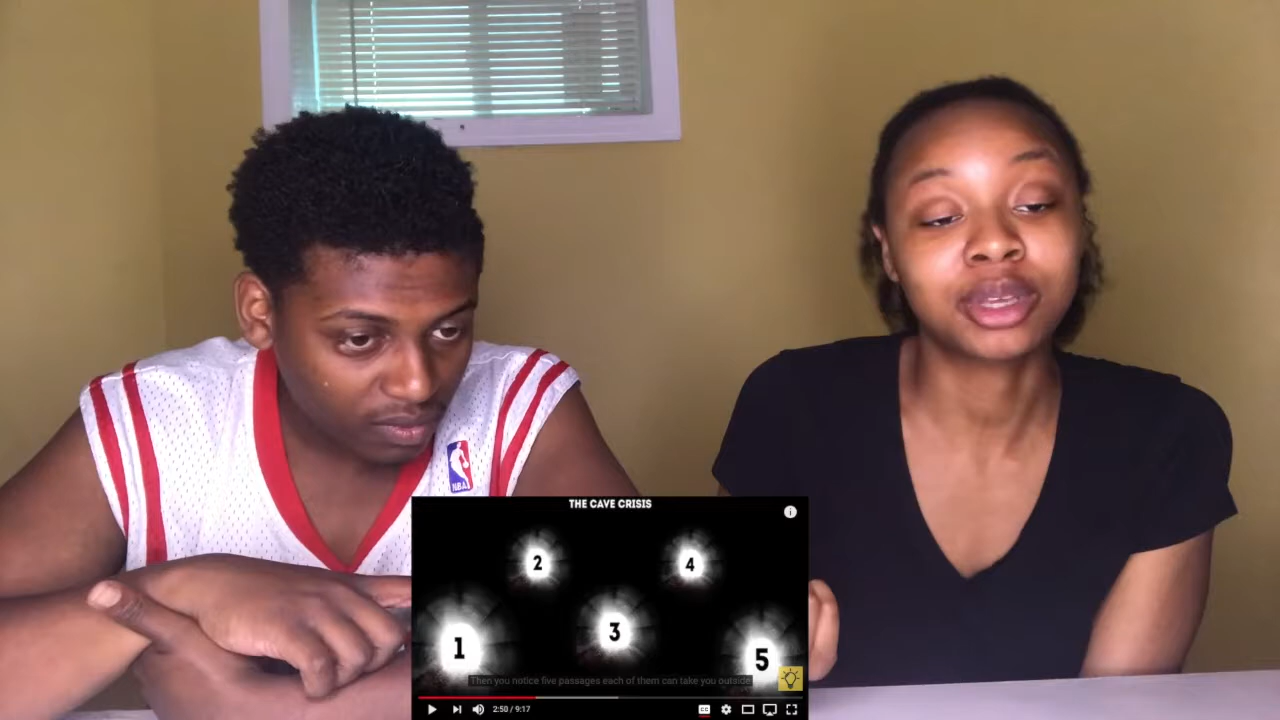 NBA
THE CAVE CRISIS
2
4
3
1
5
Then you notice five passages each of them can take you outside
2:50 / 9:17
CC